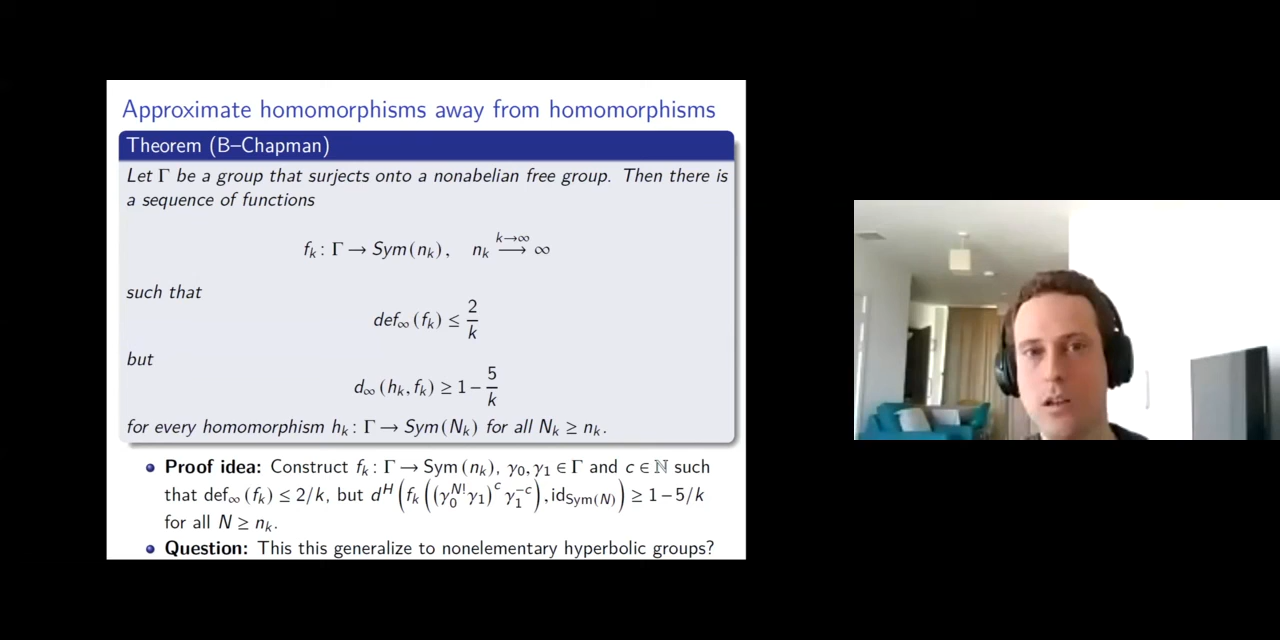 Approximate homomorphisms away from homomorphisms
Theorem (B–Chapman)
Let Γ be a group that surjects onto a nonabelian free group. Then there is
a sequence of functions
f_k : Γ → Sym(n_k),   n_k \xrightarrow{k→∞} ∞
such that
def_∞(f_k) ≤ 2/k
but
d_∞(h_k, f_k) ≥ 1 − 5/k
for every homomorphism h_k : Γ → Sym(N_k) for all N_k ≥ n_k.
Proof idea: Construct f_k : Γ → Sym(n_k), γ_0, γ_1 ∈ Γ and c ∈ ℕ such
that def_∞(f_k) ≤ 2/k, but d^H(f_k((γ_0^{N!} γ_1)^c γ_1^{−c}), id_{Sym(N)}) ≥ 1 − 5/k
for all N ≥ n_k.
Question: This this generalize to nonelementary hyperbolic groups?